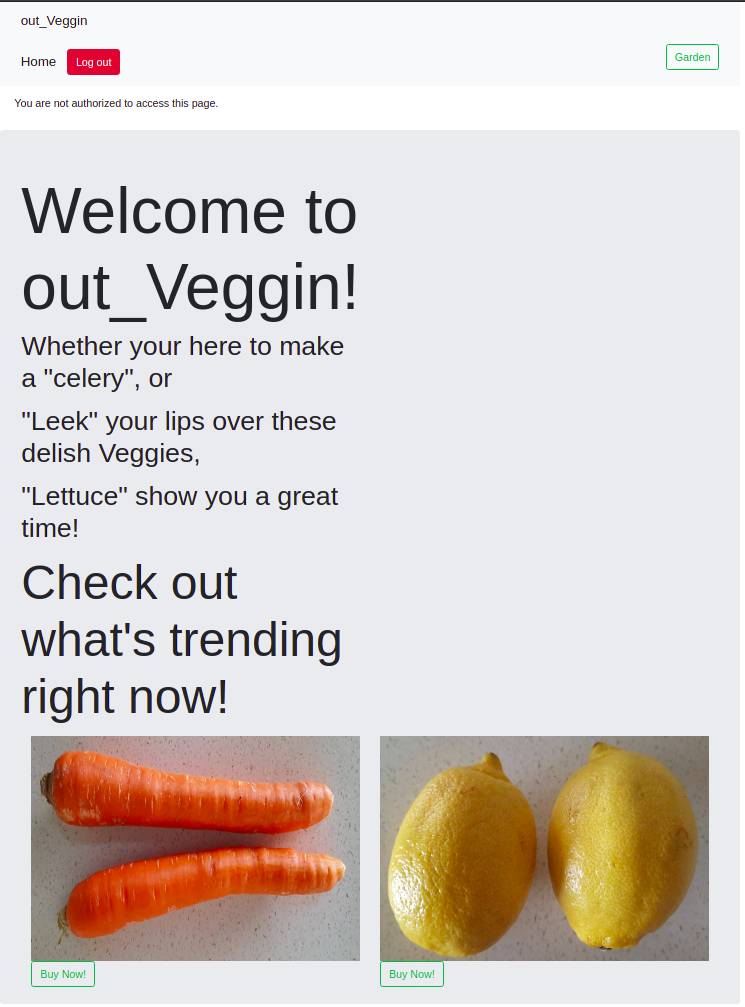 out_Veggin
Home Log out Garden
You are not authorized to access this page.
Welcome to
out_Veggin!
Whether your here to make
a "celery", or
"Leek" your lips over these
delish Veggies,
"Lettuce" show you a great
time!
Check out
what's trending
right now!
Buy Now! Buy Now!